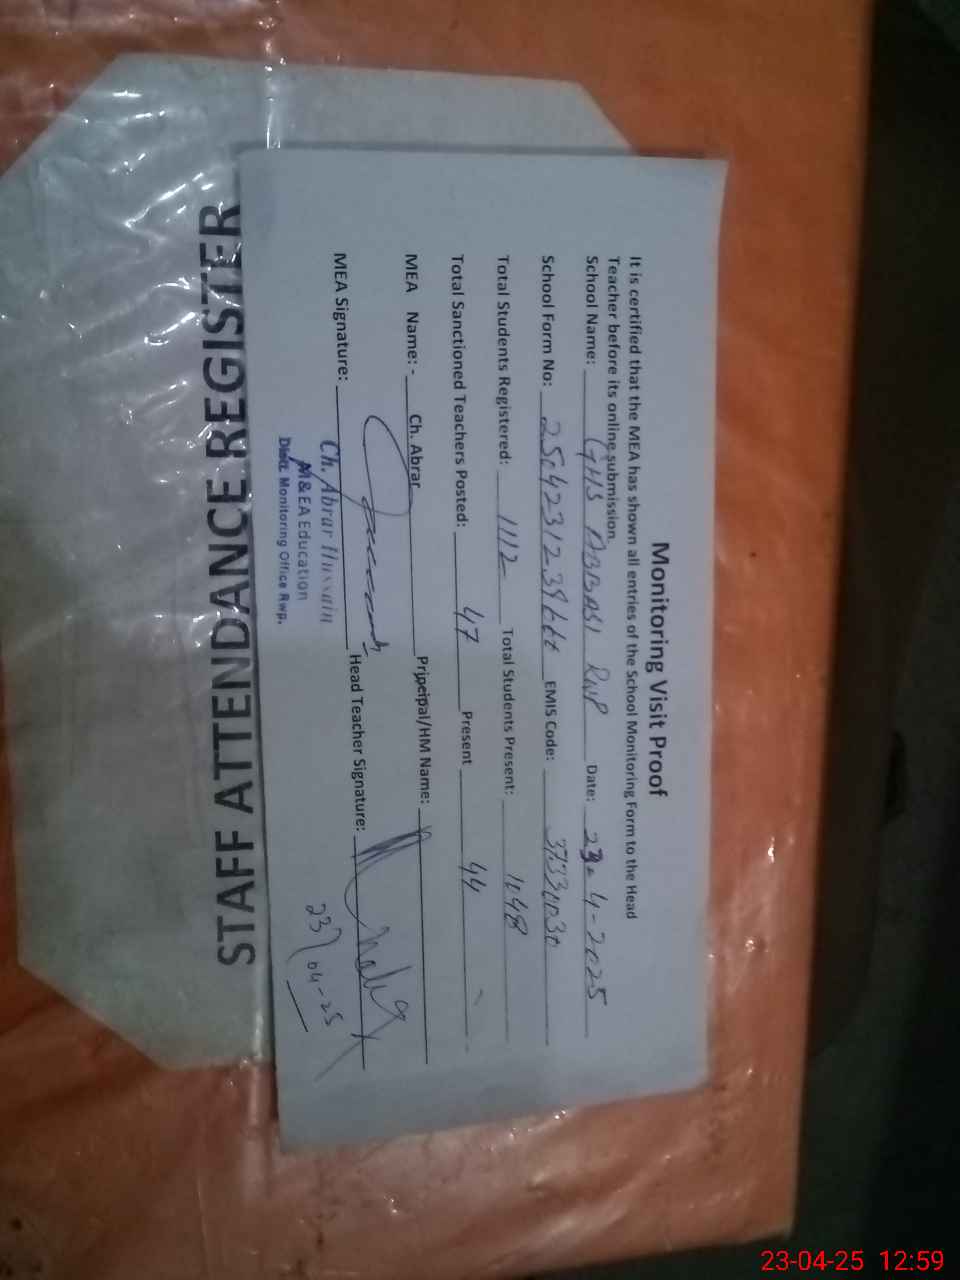 Monitoring Visit Proof
It is certified that the MEA has shown all entries of the School Monitoring Form to the Head
Teacher before its online submission.
School Name: GHS ABBASI RWP Date: 23-4-2025
School Form No: EMIS Code: 37330030
Total Students Registered: 1112 Total Students Present: 1048
Total Sanctioned Teachers Posted: 47 Present 44
MEA Name: - Ch. Abrar Principal/HM Name:
MEA Signature: Head Teacher Signature:
23/04-25
Ch. Abrar Hussain
M & EA Education
Distt. Monitoring Office Rwp.
STAFF ATTENDANCE REGISTER
23-04-25 12:59